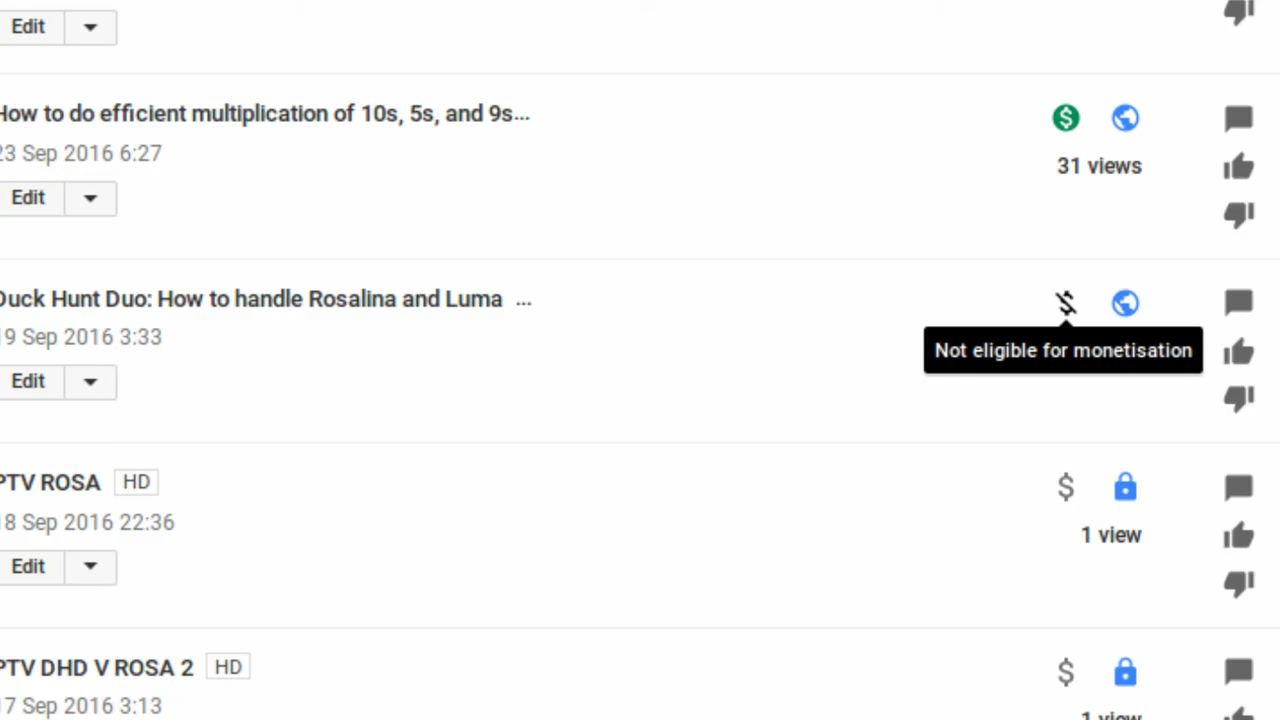 Edit
How to do efficient multiplication of 10s, 5s, and 9s...
23 Sep 2016 6:27
31 views
Edit
Duck Hunt Duo: How to handle Rosalina and Luma ...
19 Sep 2016 3:33
Not eligible for monetisation
Edit
PTV ROSA HD
18 Sep 2016 22:36
1 view
Edit
PTV DHD V ROSA 2 HD
17 Sep 2016 3:13
1 view